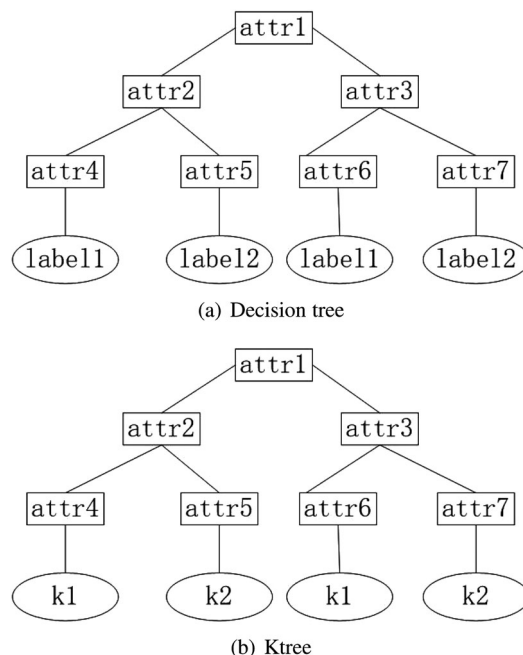 attr1
attr2 attr3
attr4 attr5 attr6 attr7
label1 label2 label1 label2
(a) Decision tree
attr1
attr2 attr3
attr4 attr5 attr6 attr7
k1 k2 k1 k2
(b) Ktree